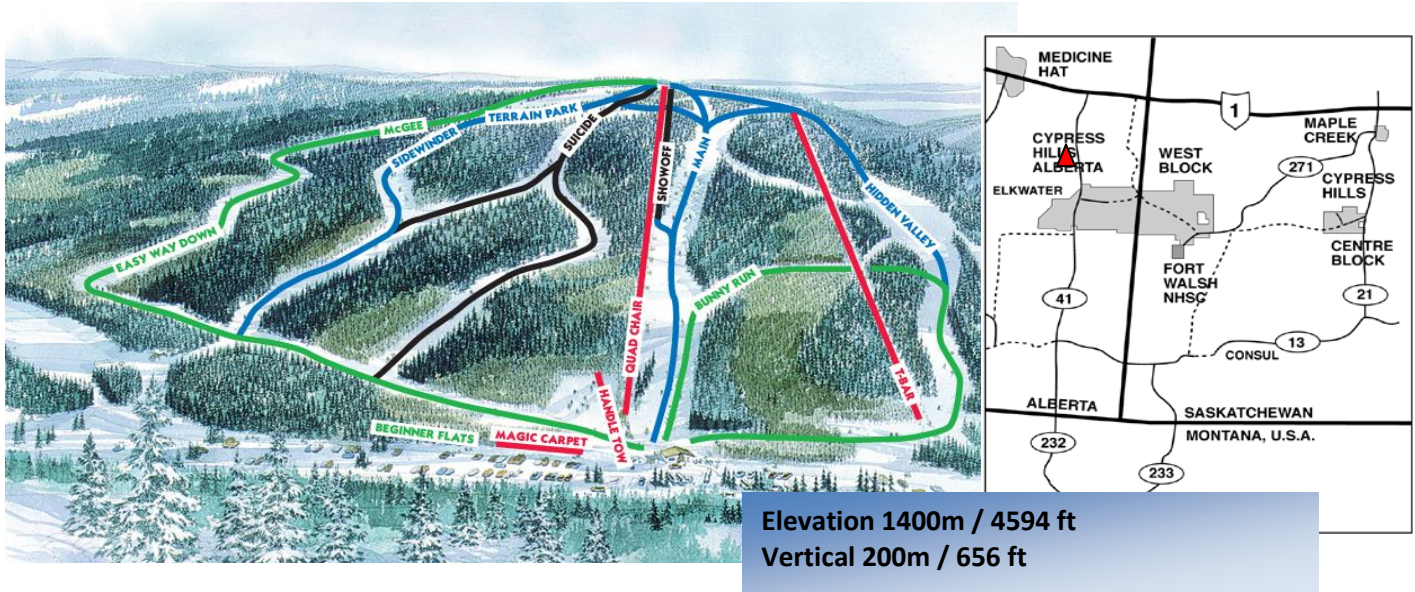 McGEE
SIDEWINDER
TERRAIN PARK
SUICIDE
SHOWOFF
MAIN
HIDDEN VALLEY
EASY WAY DOWN
BUNNY RUN
QUAD CHAIR
T-BAR
HANDLE TOW
BEGINNER FLATS
MAGIC CARPET
MEDICINE
HAT
1
MAPLE
CREEK
CYPRESS
HILLS
ALBERTA
WEST
BLOCK
271
CYPRESS
HILLS
ELKWATER
CENTRE
BLOCK
FORT
WALSH
NHSC
41
21
13
CONSUL
ALBERTA
SASKATCHEWAN
MONTANA, U.S.A.
232
233
Elevation 1400m / 4594 ft
Vertical 200m / 656 ft